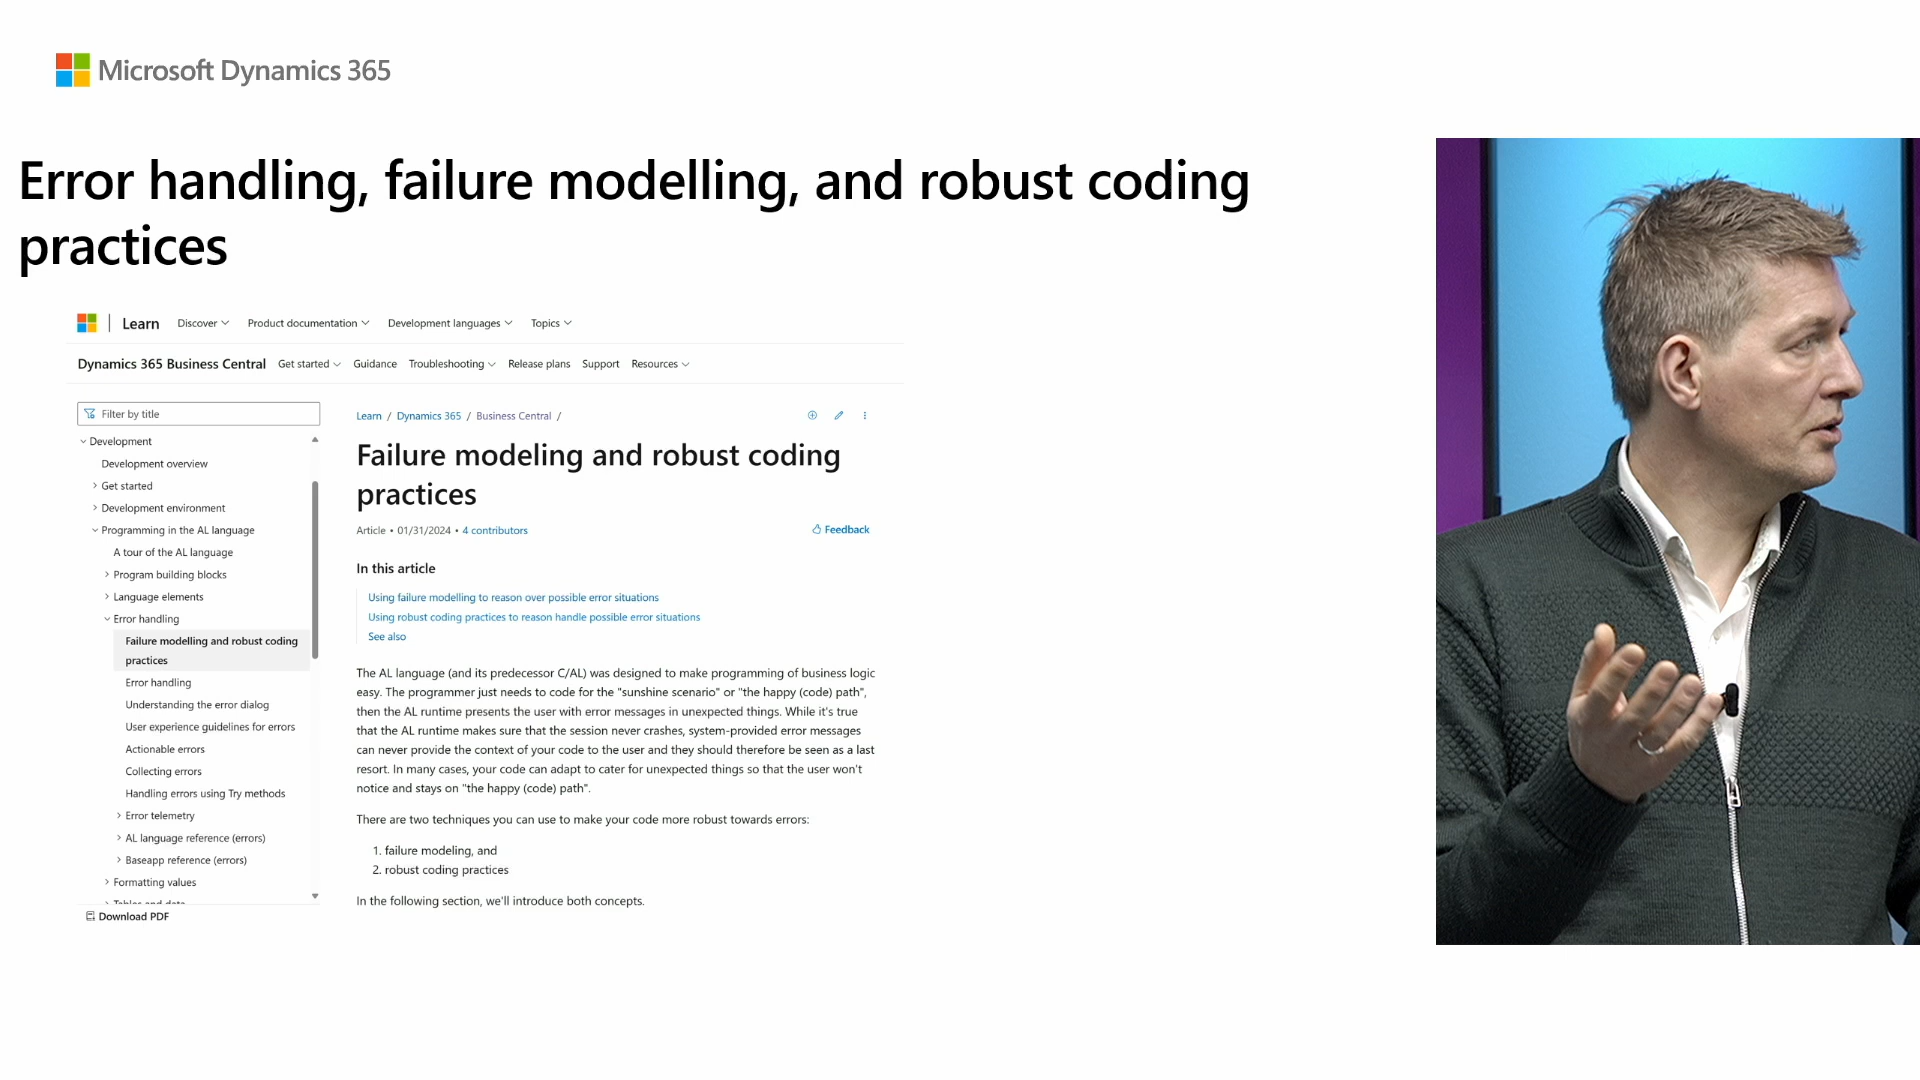 Microsoft Dynamics 365
Error handling, failure modelling, and robust coding
practices
Learn Discover Product documentation Development languages Topics
Dynamics 365 Business Central Get started Guidance Troubleshooting Release plans Support Resources
Filter by title
Development
Development overview
Get started
Development environment
Programming in the AL language
A tour of the AL language
Program building blocks
Language elements
Error handling
Failure modelling and robust coding
practices
Error handling
Understanding the error dialog
User experience guidelines for errors
Actionable errors
Collecting errors
Handling errors using Try methods
Error telemetry
AL language reference (errors)
Baseapp reference (errors)
Formatting values
Tables and data
Download PDF
Learn / Dynamics 365 / Business Central /
Failure modeling and robust coding
practices
Article • 01/31/2024 • 4 contributors
Feedback
In this article
Using failure modelling to reason over possible error situations
Using robust coding practices to reason handle possible error situations
See also
The AL language (and its predecessor C/AL) was designed to make programming of business logic
easy. The programmer just needs to code for the "sunshine scenario" or "the happy (code) path",
then the AL runtime presents the user with error messages in unexpected things. While it's true
that the AL runtime makes sure that the session never crashes, system-provided error messages
can never provide the context of your code to the user and they should therefore be seen as a last
resort. In many cases, your code can adapt to cater for unexpected things so that the user won't
notice and stays on "the happy (code) path".
There are two techniques you can use to make your code more robust towards errors:
1. failure modeling, and
2. robust coding practices
In the following section, we'll introduce both concepts.